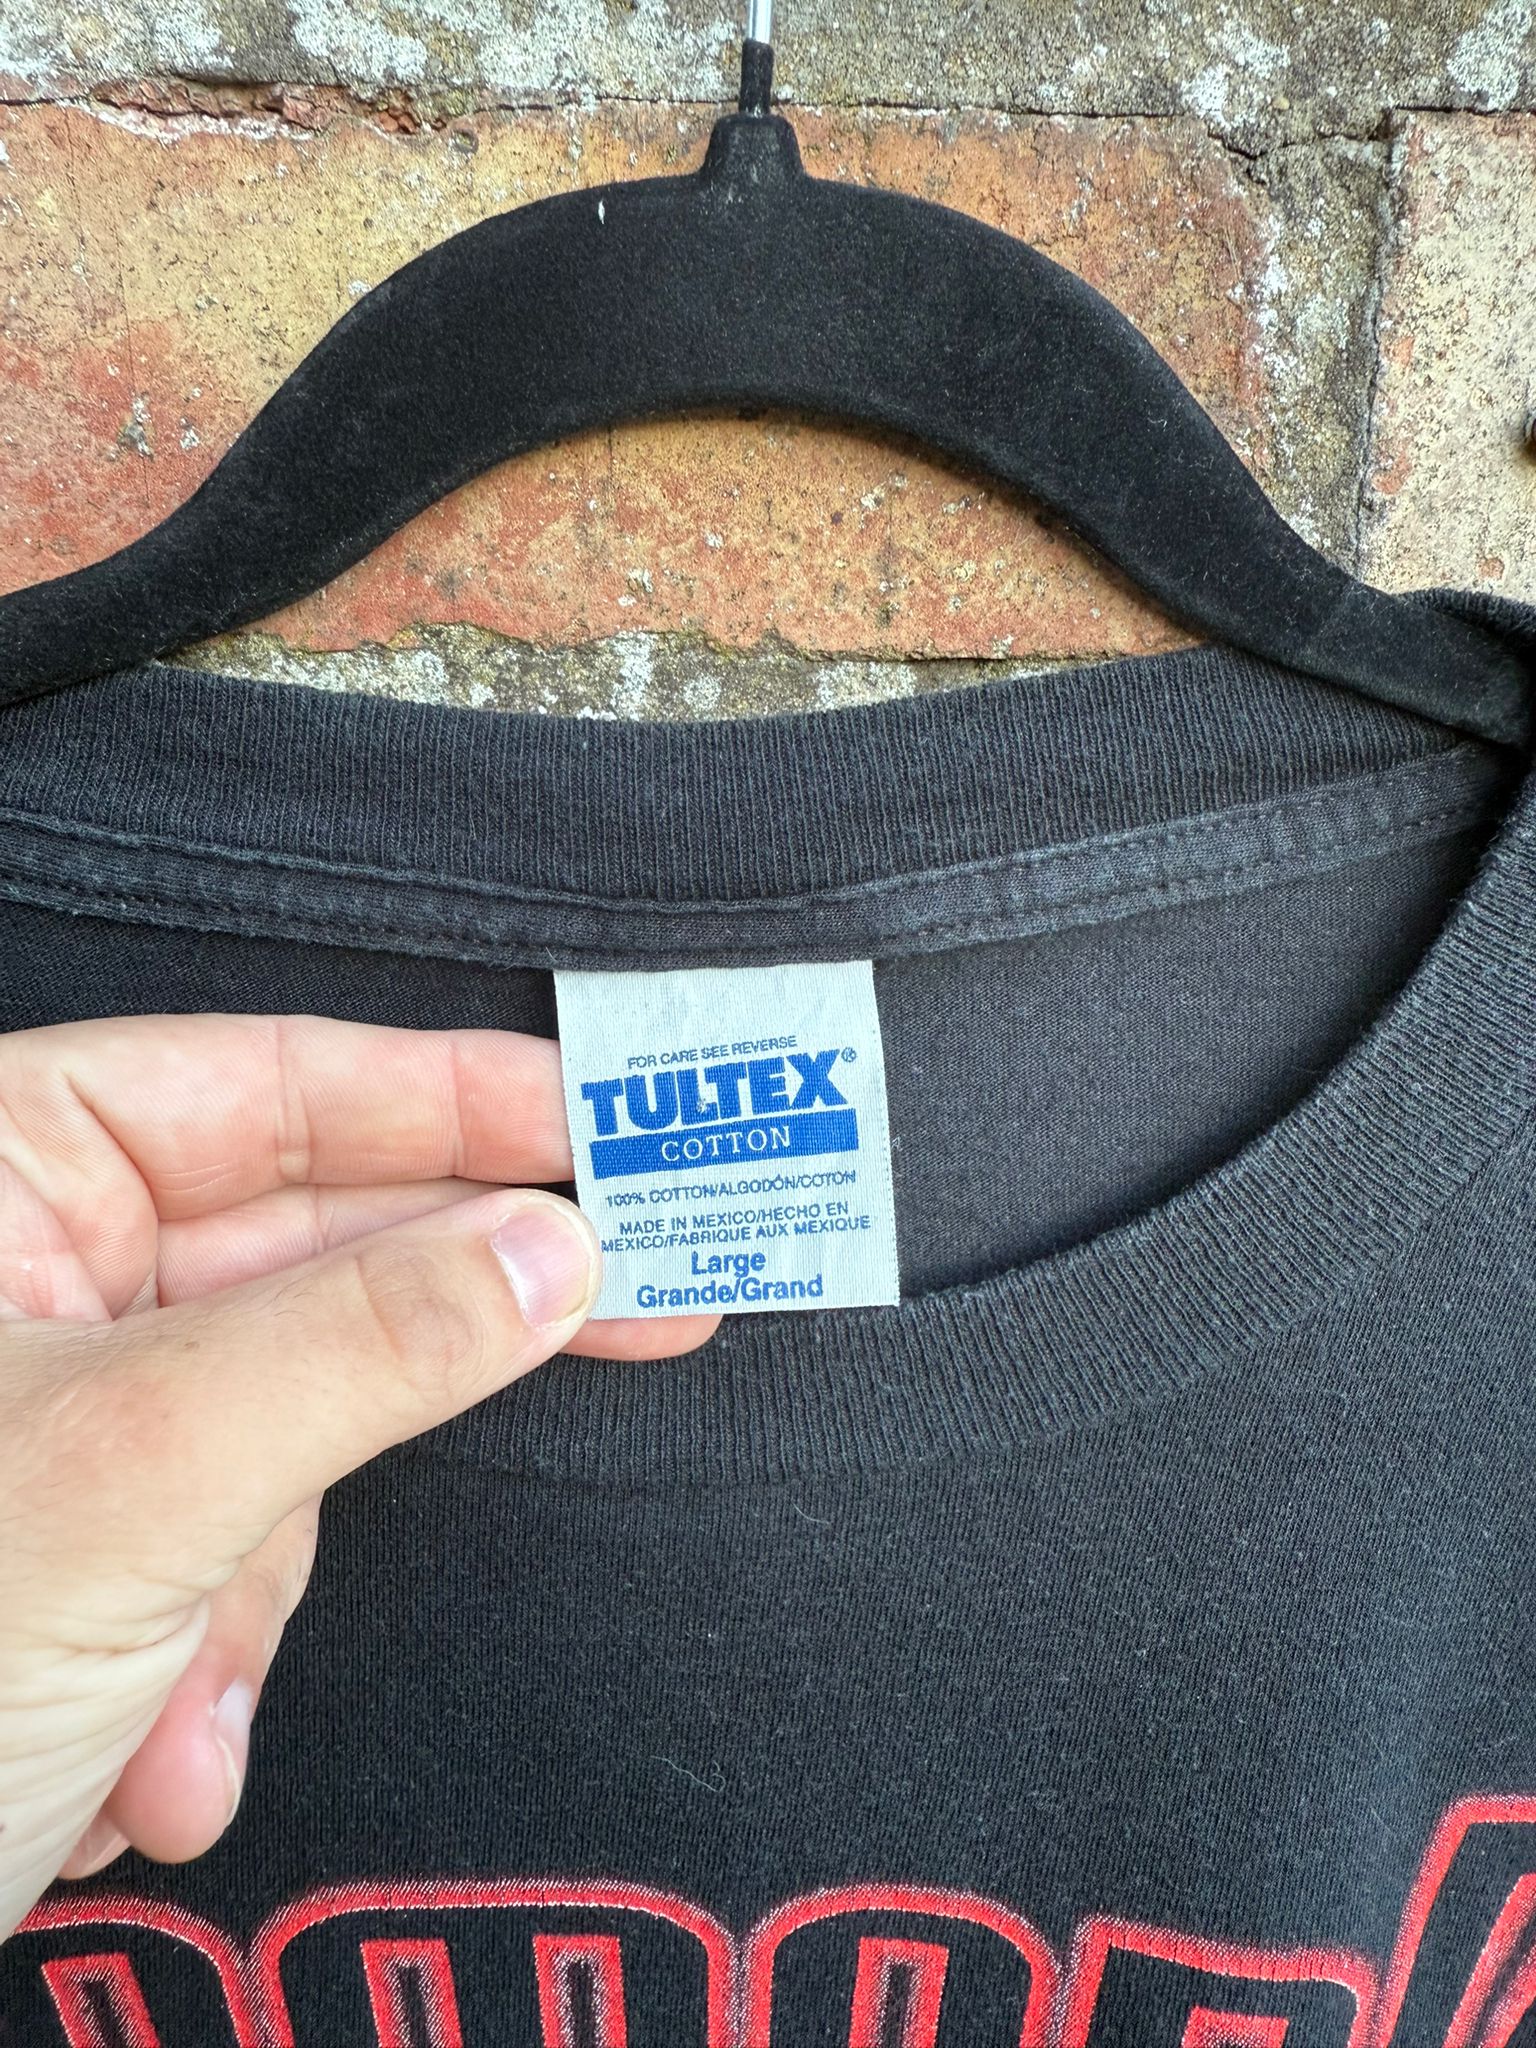 FOR CARE SEE REVERSE
TULTEX®
COTTON
100% COTTON/ALGODÓN/COTON
MADE IN MEXICO/HECHO EN
MEXICO/FABRIQUE AUX MEXIQUE
Large
Grande/Grand